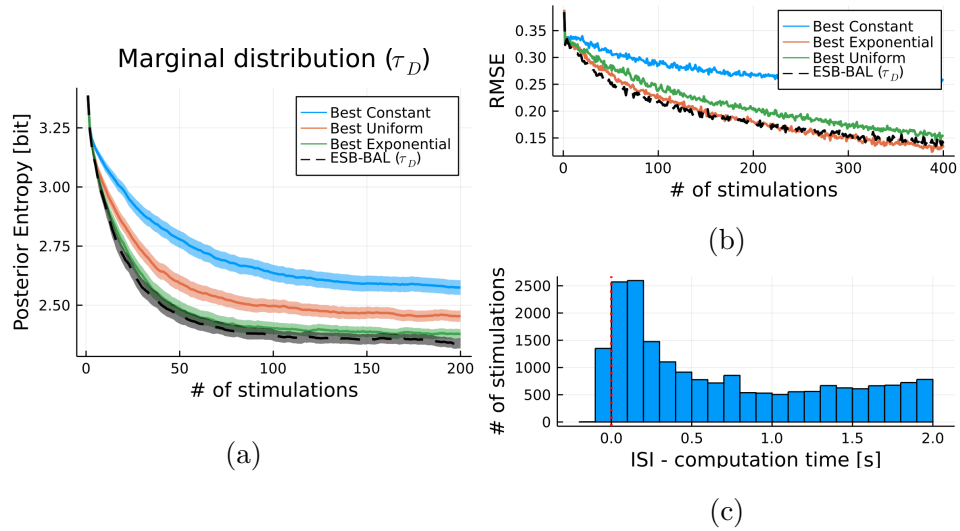 Marginal distribution (τ_D)
Posterior Entropy [bit]
3.25
3.00
2.75
2.50
Best Constant
Best Uniform
Best Exponential
ESB-BAL (τ_D)
0
50
100
150
200
# of stimulations
(a)
RMSE
0.35
0.30
0.25
0.20
0.15
Best Constant
Best Exponential
Best Uniform
ESB-BAL (τ_D)
0
100
200
300
400
# of stimulations
(b)
# of stimulations
2500
2000
1500
1000
500
0
0.0
0.5
1.0
1.5
2.0
ISI - computation time [s]
(c)